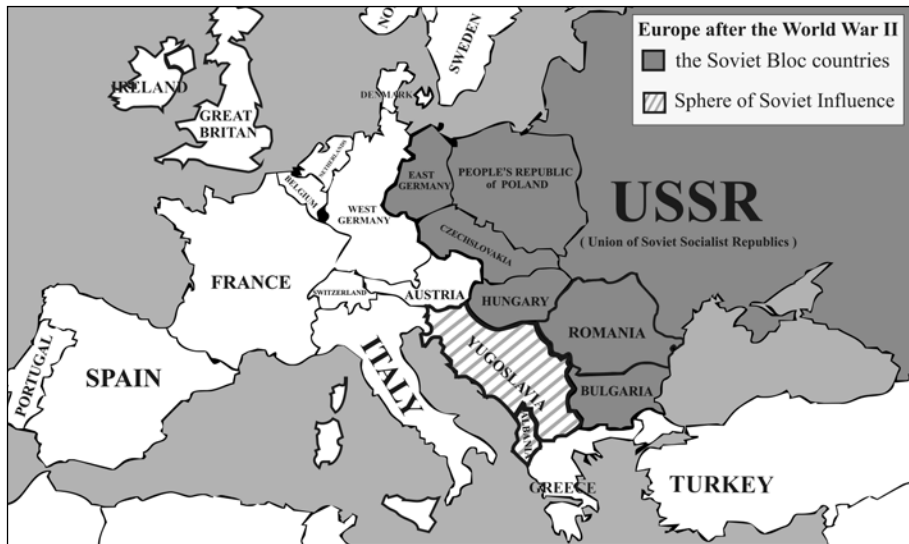 Europe after the World War II
the Soviet Bloc countries
Sphere of Soviet Influence
NO
SWEDEN
IRELAND
DENMARK
GREAT
BRITAN
NETHERLANDS
BELGIUM
EAST
GERMANY
PEOPLE'S REPUBLIC
of POLAND
WEST
GERMANY
USSR
( Union of Soviet Socialist Republics )
CZECHSLOVAKIA
FRANCE
SWITZERLAND
AUSTRIA
HUNGARY
ROMANIA
ITALY
YUGOSLAVIA
PORTUGAL
SPAIN
BULGARIA
ALBANIA
GREECE
TURKEY